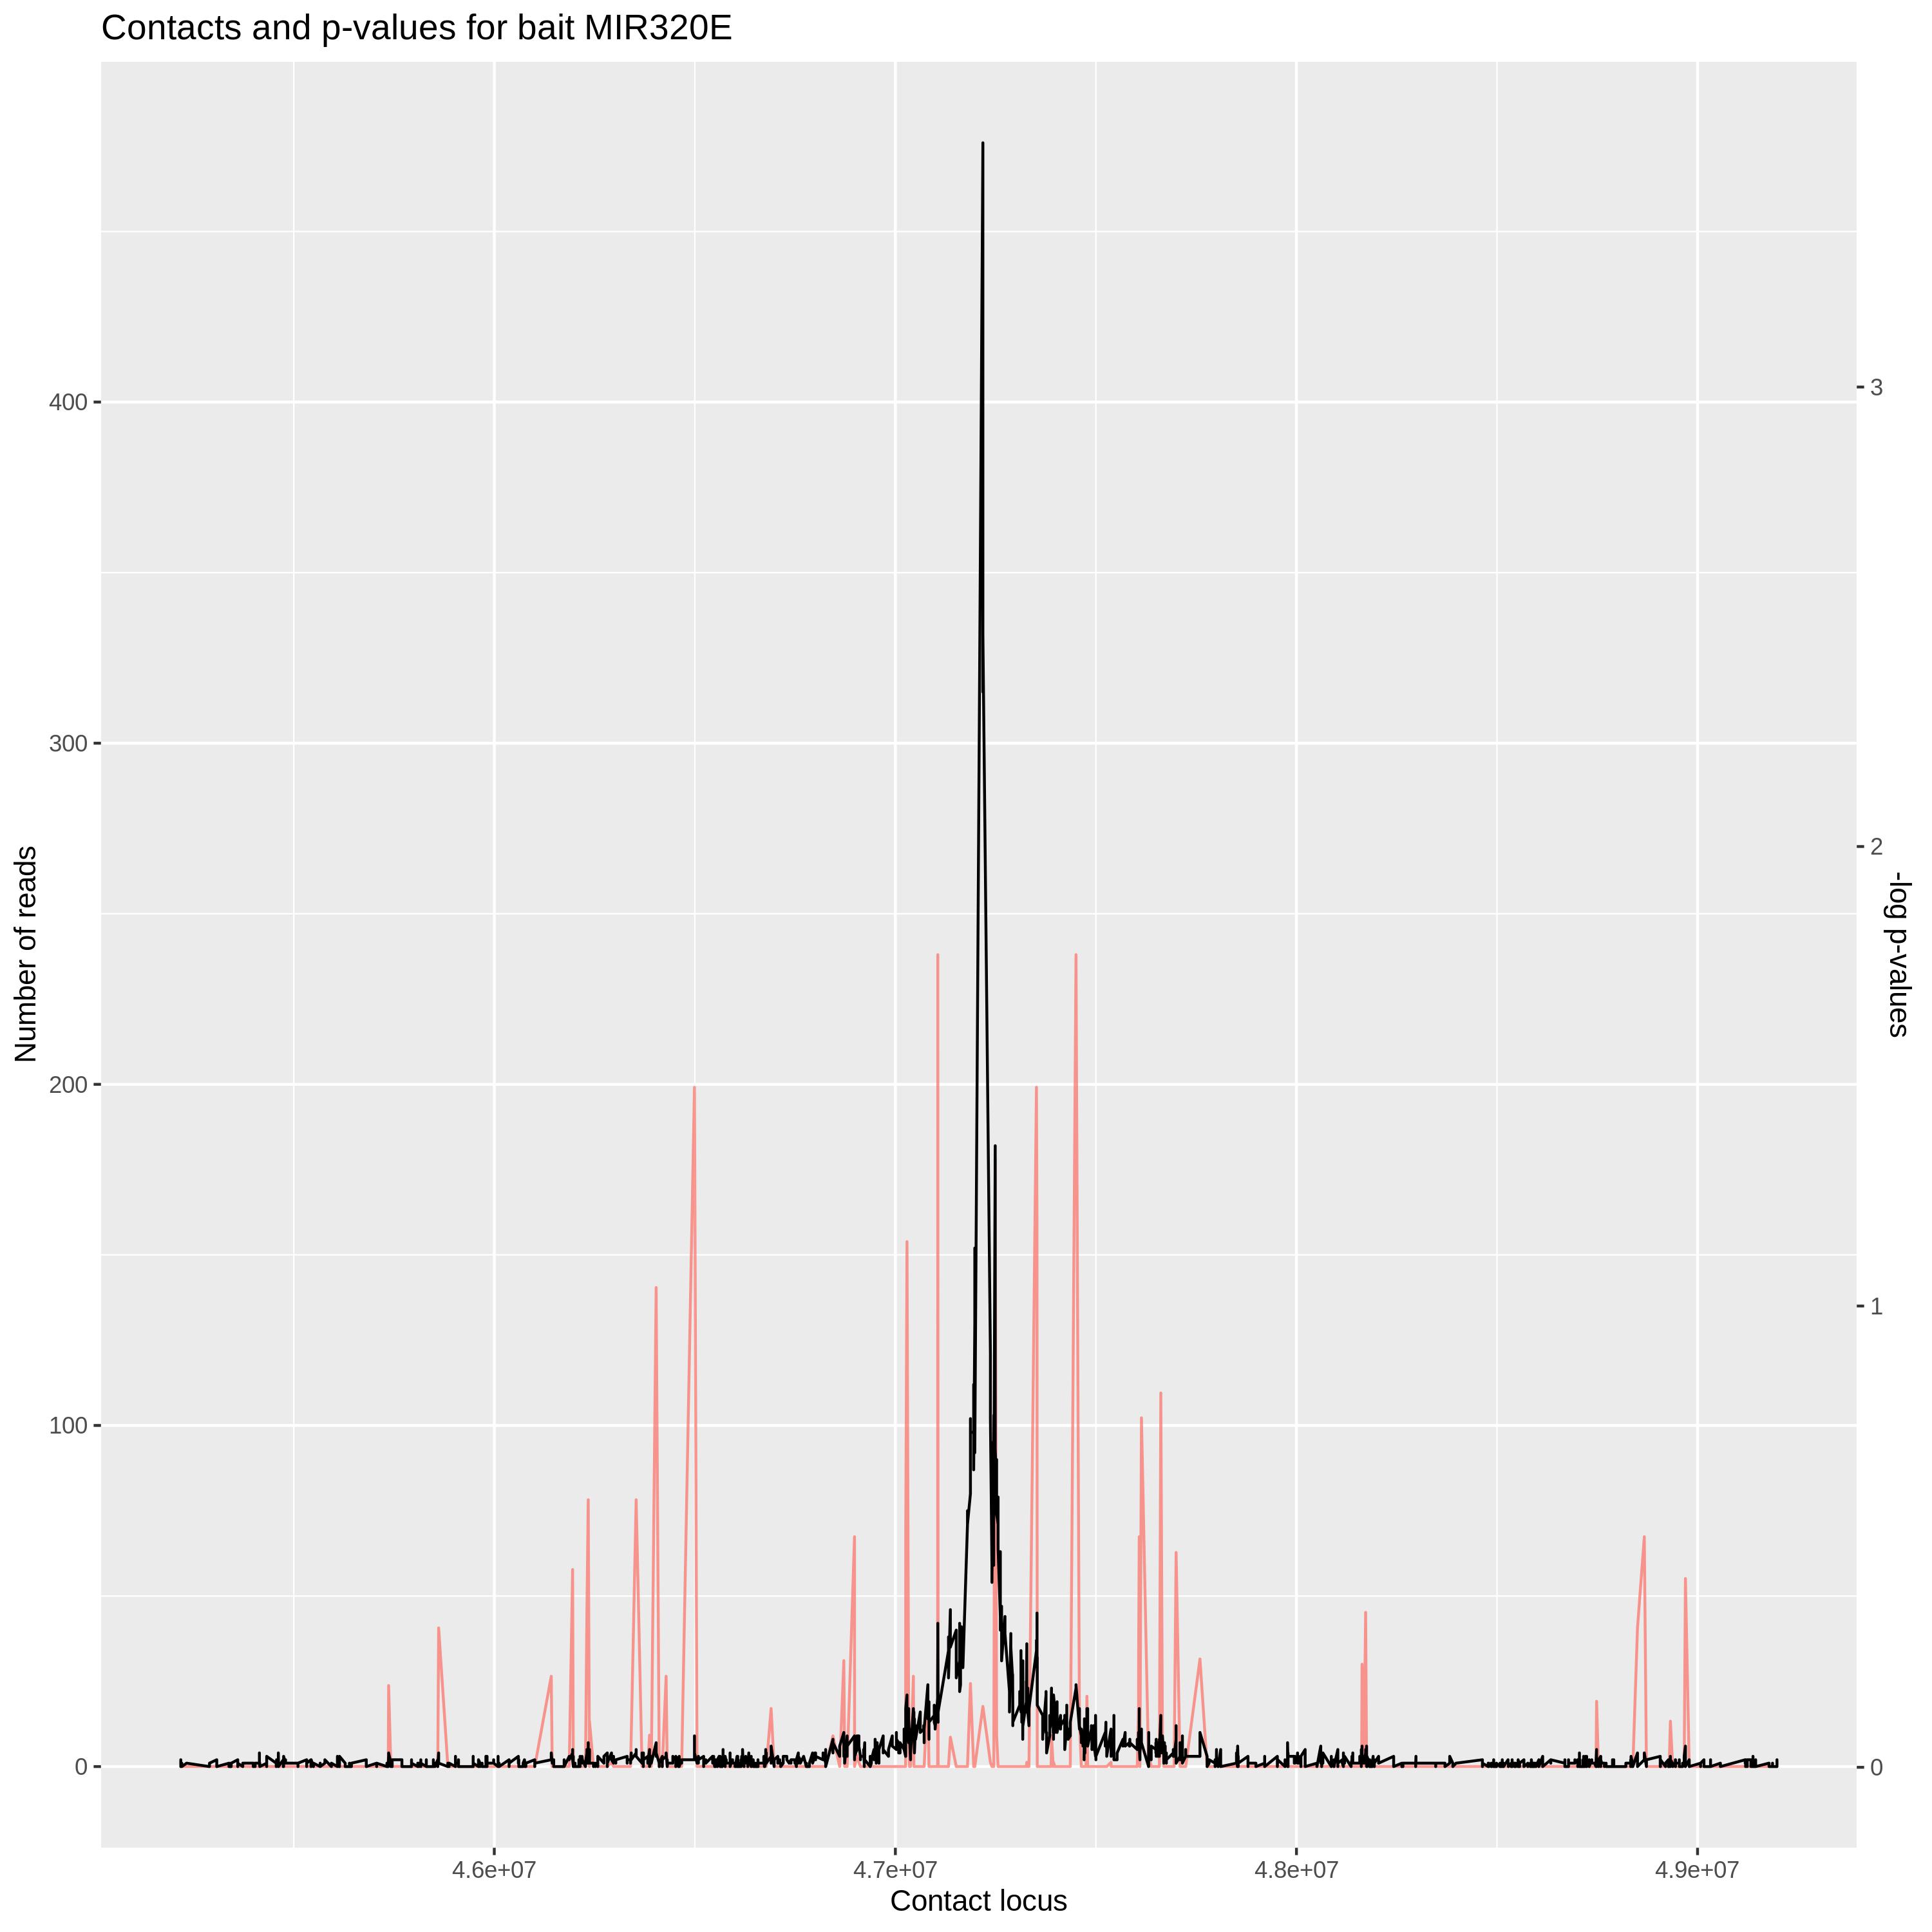 Contacts and p-values for bait MIR320E
Number of reads
400
300
200
100
0
3
2
1
0
-log p-values
4.6e+07
4.7e+07
4.8e+07
4.9e+07
Contact locus